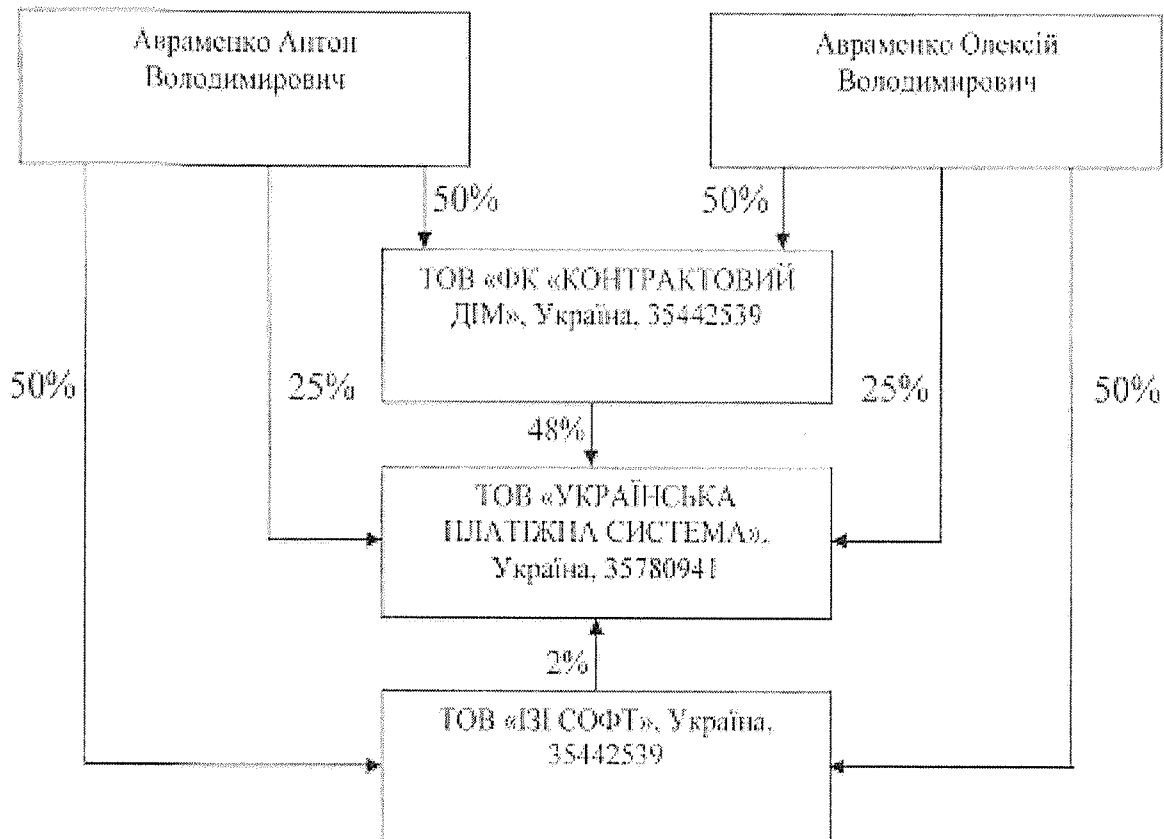 Авраменко Антон
Володимирович
Авраменко Олексій
Володимирович
50%
50%
ТОВ «ФК «КОНТРАКТОВИЙ
ДІМ», Україна, 35442539
50%
25%
25%
50%
48%
ТОВ «УКРАЇНСЬКА
ПЛАТІЖНА СИСТЕМА»,
Україна, 35780941
2%
ТОВ «ІЗІ СОФТ», Україна,
35442539